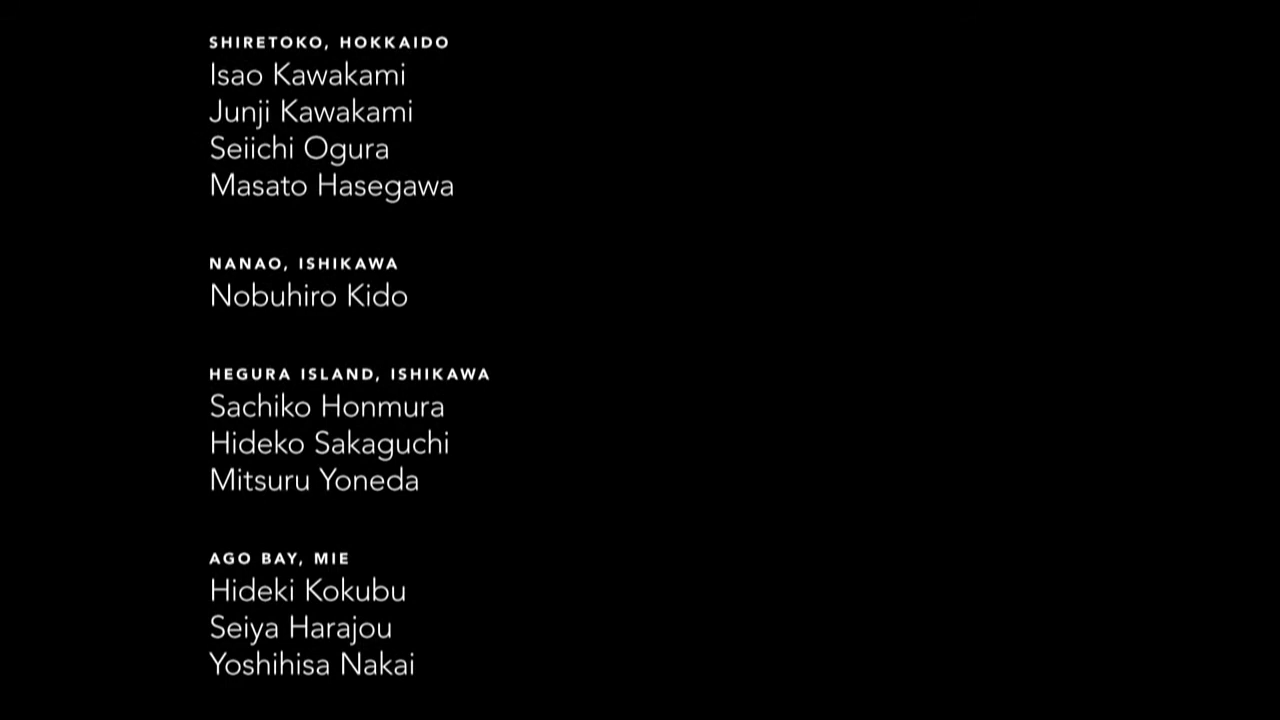 SHIRETOKO, HOKKAIDO
Isao Kawakami
Junji Kawakami
Seiichi Ogura
Masato Hasegawa
NANAO, ISHIKAWA
Nobuhiro Kido
HEGURA ISLAND, ISHIKAWA
Sachiko Honmura
Hideko Sakaguchi
Mitsuru Yoneda
AGO BAY, MIE
Hideki Kokubu
Seiya Harajou
Yoshihisa Nakai